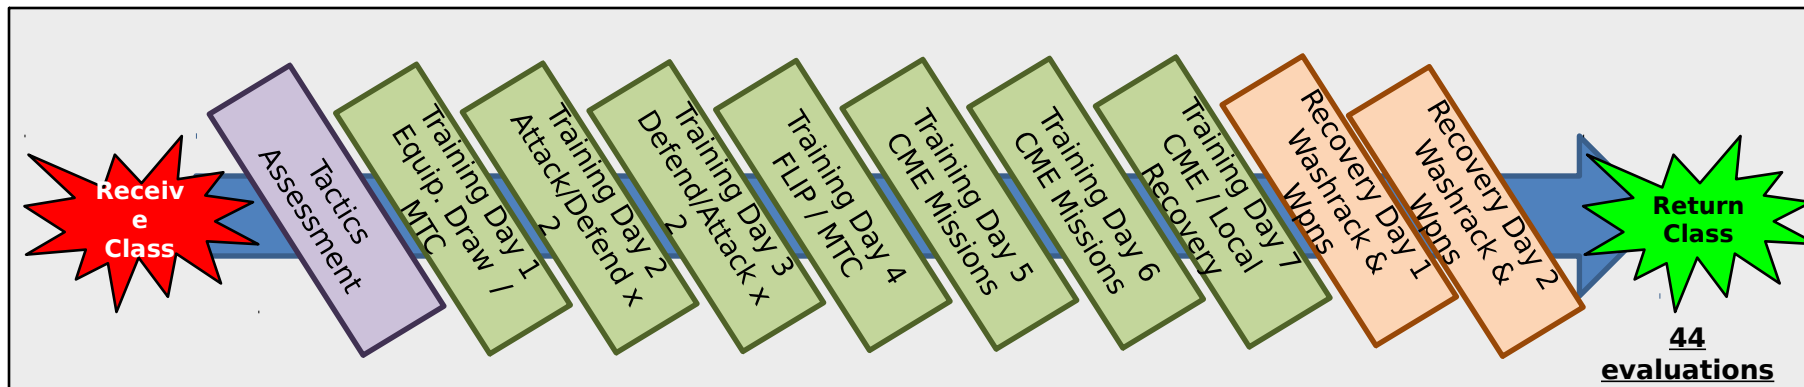 Receiv
e
Class
Tactics
Assessment
Training Day 1
Equip. Draw /
MTC
Training Day 2
Attack/Defend x
2
Training Day 3
Defend/Attack x
2
Training Day 4
FLIP / MTC
Training Day 5
CME Missions
Training Day 6
CME Missions
Training Day 7
CME / Local
Recovery
Recovery Day 1
Washrack &
Wpns
Recovery Day 2
Washrack &
Wpns
Return
Class
44
evaluations